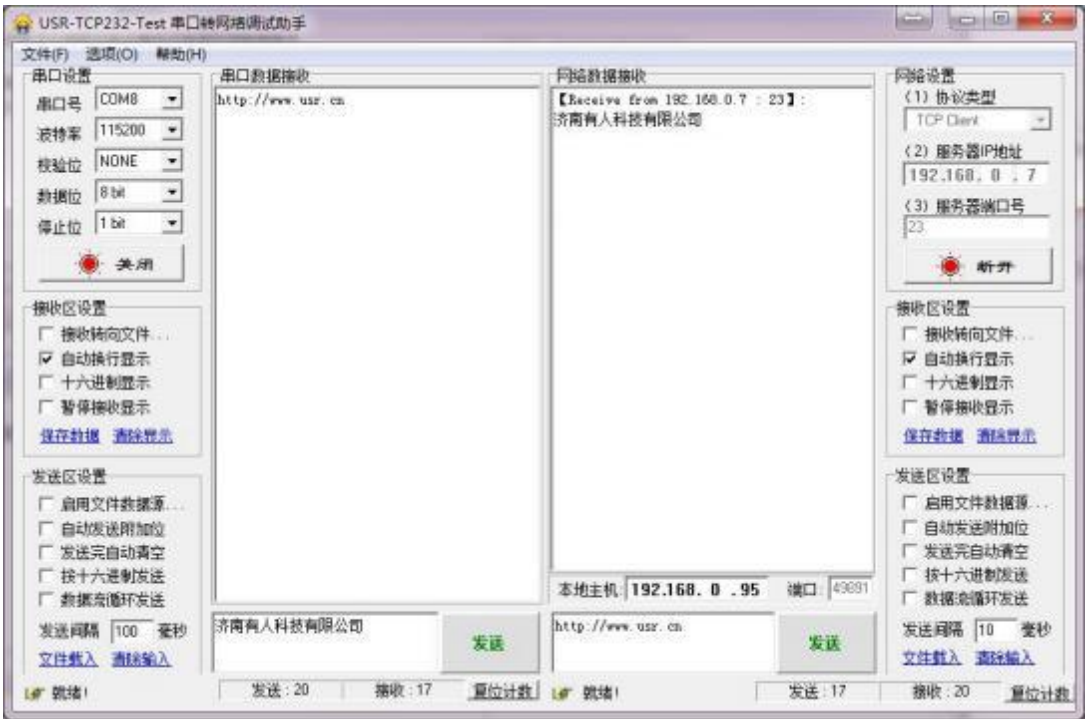 USR-TCP232-Test 串口转网络调试助手
文件(F) 选项(O) 帮助(H)
串口设置
串口号 COM8
波特率 115200
校验位 NONE
数据位 8 bit
停止位 1 bit
关闭
接收区设置
接收转向文件...
自动换行显示
十六进制显示
暂停接收显示
保存数据 清除显示
发送区设置
启用文件数据源...
自动发送附加位
发送完自动清空
按十六进制发送
数据流循环发送
发送间隔 100 毫秒
文件载入 清除输入
就绪!
串口数据接收
http://www.usr.cn
济南有人科技有限公司
发送
发送:20 接收:17 复位计数
网络数据接收
【Receive from 192.168.0.7 : 23】:
济南有人科技有限公司
本地主机: 192.168. 0 .95 端口: 49891
http://www.usr.cn
发送
就绪! 发送:17 接收:20 复位计数
网络设置
(1) 协议类型
TCP Client
(2) 服务器IP地址
192.168. 0 . 7
(3) 服务器端口号
23
断开
接收区设置
接收转向文件...
自动换行显示
十六进制显示
暂停接收显示
保存数据 清除显示
发送区设置
启用文件数据源...
自动发送附加位
发送完自动清空
按十六进制发送
数据流循环发送
发送间隔 10 毫秒
文件载入 清除输入